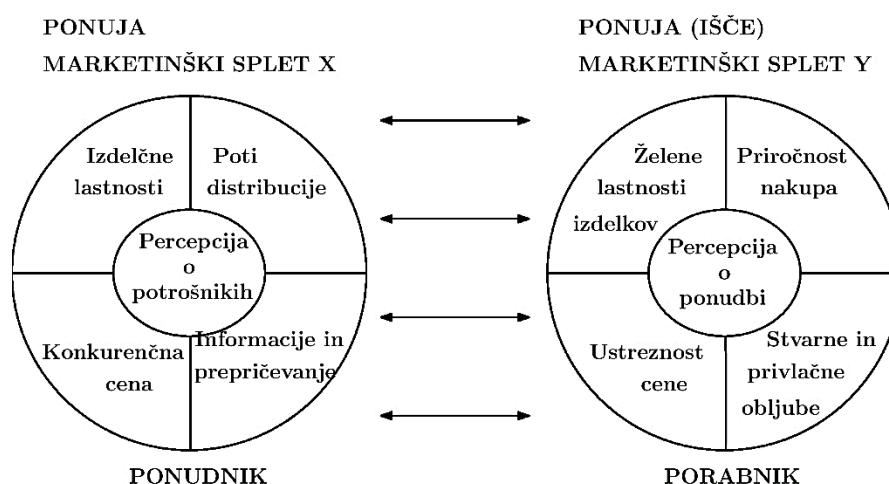 PONUJA
MARKETINŠKI SPLET X
Izdelčne
lastnosti
Poti
distribucije
Percepcija
o
potrošnikih
Konkurenčna
cena
Informacije in
prepričevanje
PONUDNIK
PONUJA (IŠČE)
MARKETINŠKI SPLET Y
Želene
lastnosti
izdelkov
Priročnost
nakupa
Percepcija
o
ponudbi
Ustreznost
cene
Stvarne in
privlačne
obljube
PORABNIK